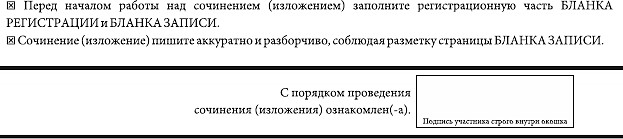 ☒ Перед началом работы над сочинением (изложением) заполните регистрационную часть БЛАНКА
РЕГИСТРАЦИИ и БЛАНКА ЗАПИСИ.
☒ Сочинение (изложение) пишите аккуратно и разборчиво, соблюдая разметку страницы БЛАНКА ЗАПИСИ.
С порядком проведения
сочинения (изложения) ознакомлен(-а).
Подпись участника строго внутри окошка